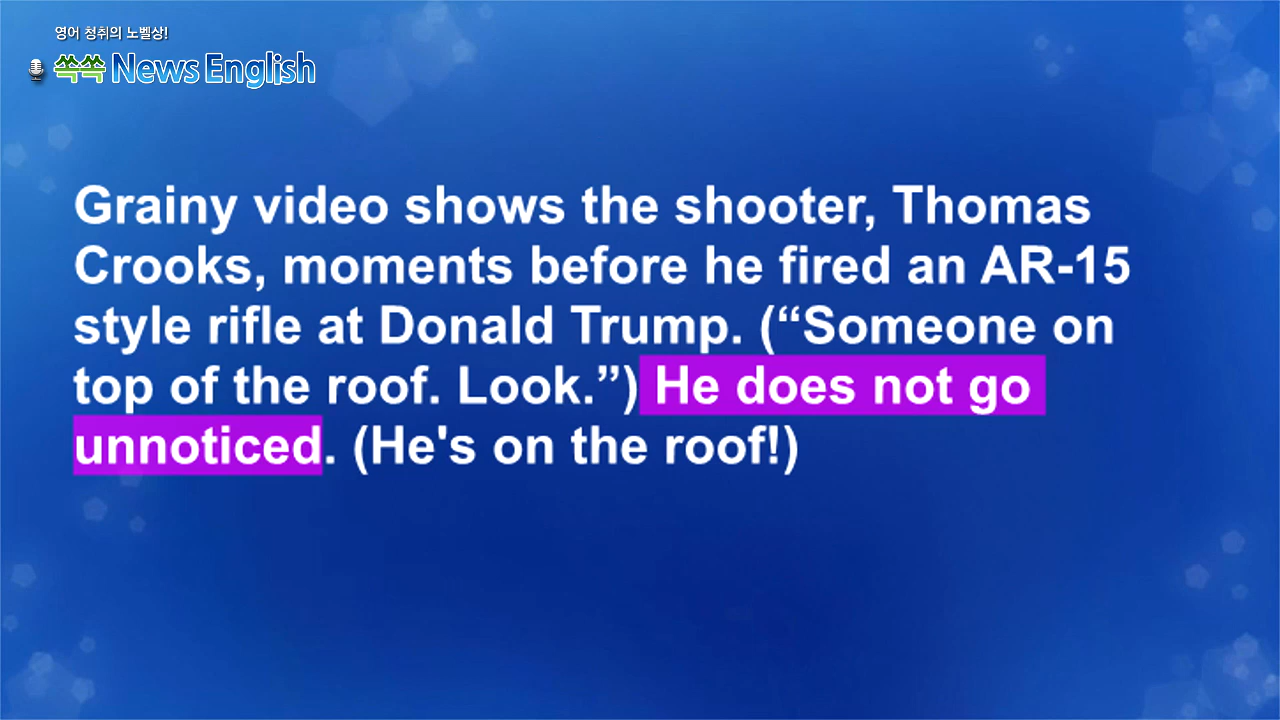 영어 청취의 노벨상!
쏙쏙 News English
Grainy video shows the shooter, Thomas
Crooks, moments before he fired an AR-15
style rifle at Donald Trump. (“Someone on
top of the roof. Look.”) He does not go
unnoticed. (He's on the roof!)